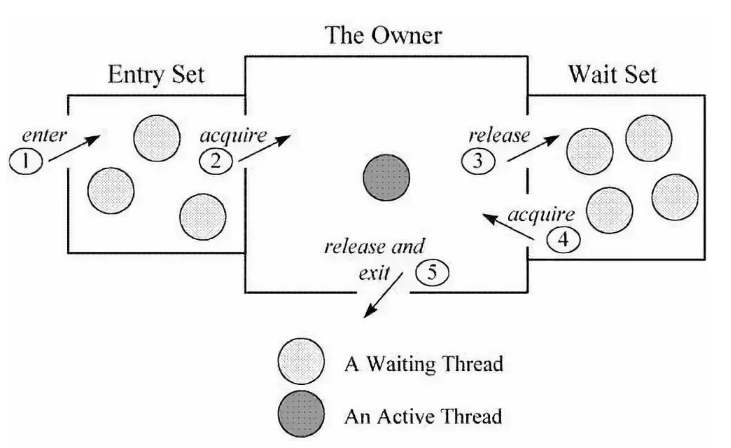 The Owner
Entry Set
Wait Set
enter
1
acquire
2
release
3
acquire
4
release and
exit
5
A Waiting Thread
An Active Thread